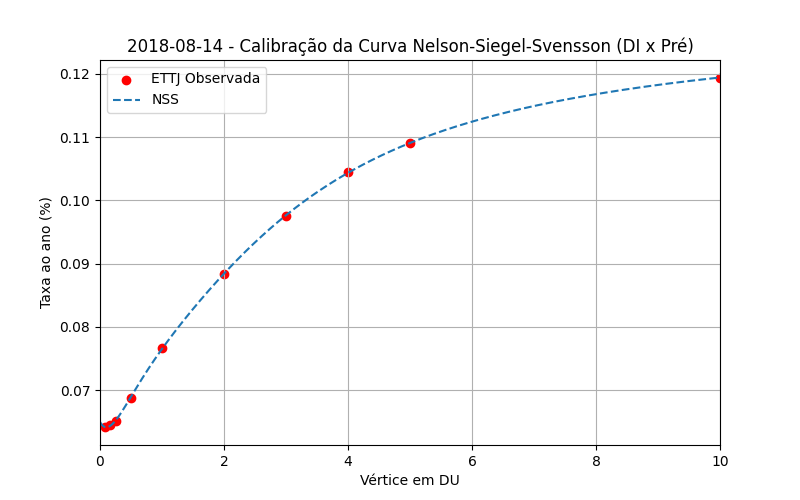 2018-08-14 - Calibração da Curva Nelson-Siegel-Svensson (DI x Pré)
ETTJ Observada
NSS
Taxa ao ano (%)
0.12
0.11
0.10
0.09
0.08
0.07
0 2 4 6 8 10
Vértice em DU